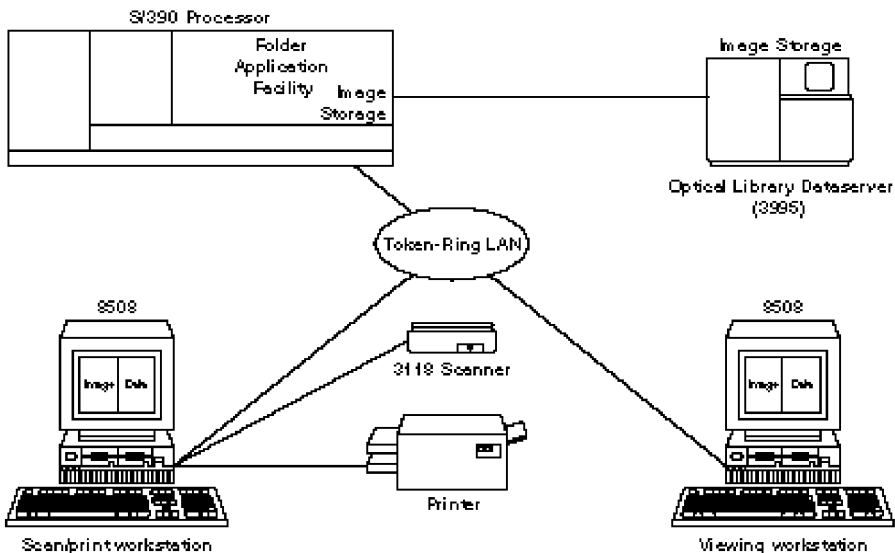 S/390 Processor
Folder
Application
Facility
Image
Storage
Image Storage
Optical Library Dataserver
(3995)
Token-Ring LAN
8508
Image
Data
3119 Scanner
Printer
Scan/print workstation
8508
Image
Data
Viewing workstation